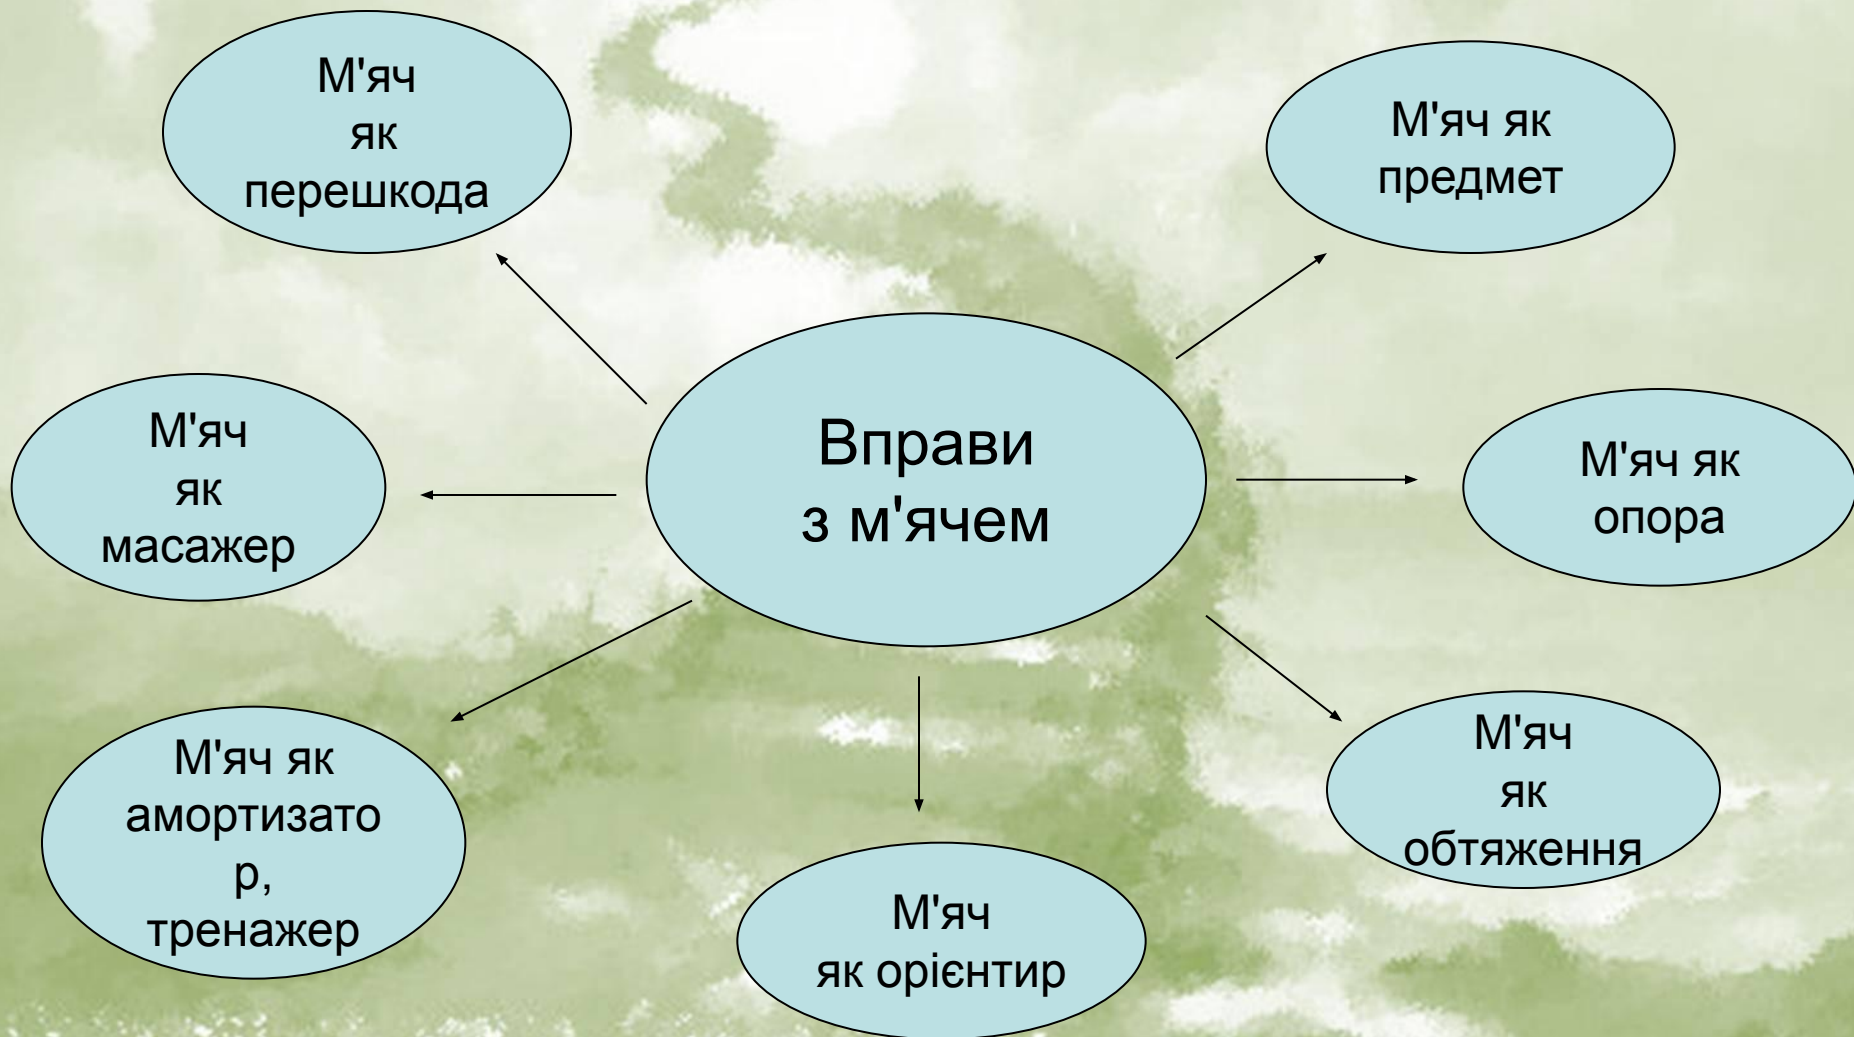 М'яч
як
перешкода
М'яч як
предмет
М'яч
як
масажер
Вправи
з м'ячем
М'яч як
опора
М'яч як
амортизато
р,
тренажер
М'яч
як орієнтир
М'яч
як
обтяження